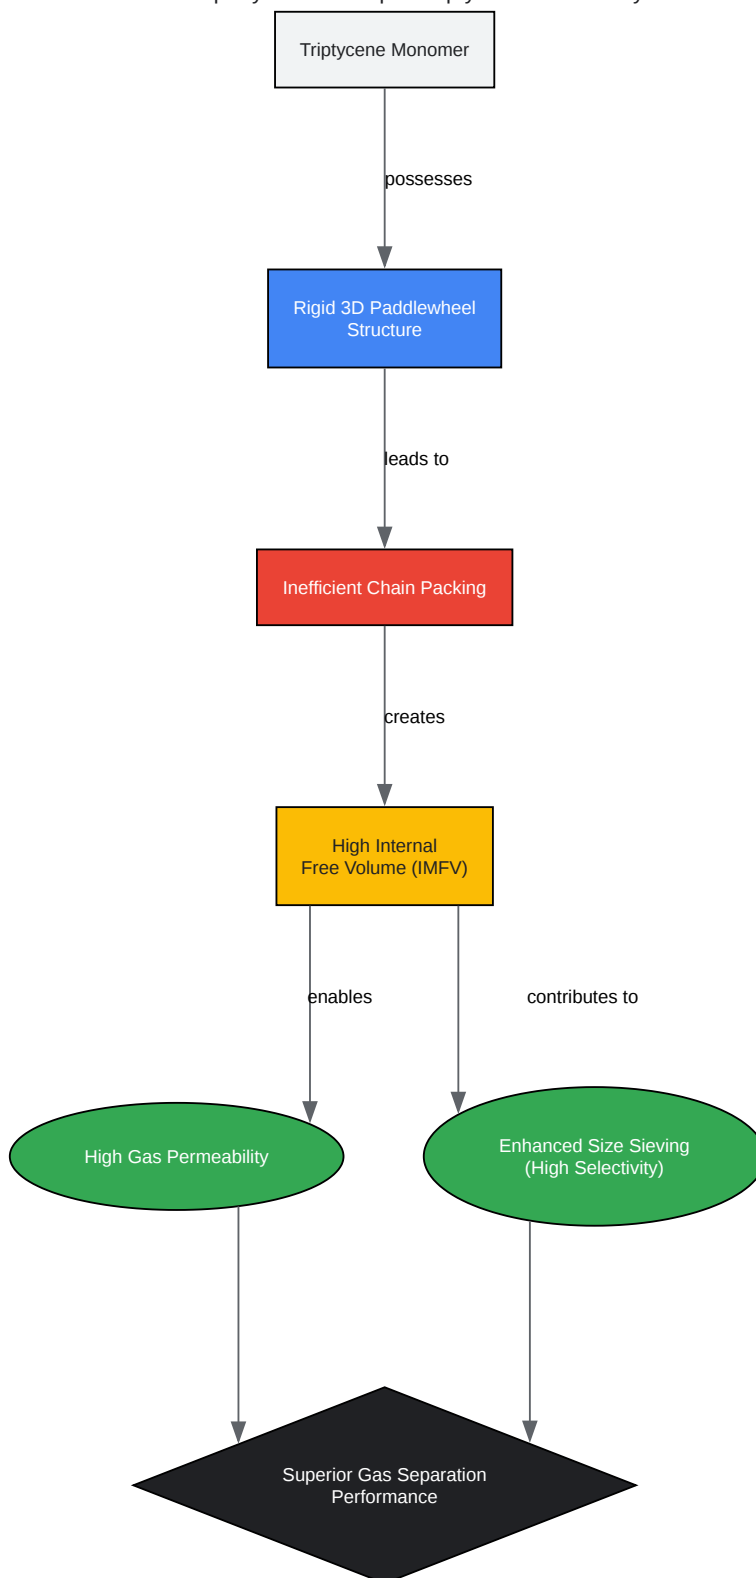 Triptycene Monomer
possesses
Rigid 3D Paddlewheel
Structure
leads to
Inefficient Chain Packing
creates
High Internal
Free Volume (IMFV)
enables
contributes to
High Gas Permeability
Enhanced Size Sieving
(High Selectivity)
Superior Gas Separation
Performance